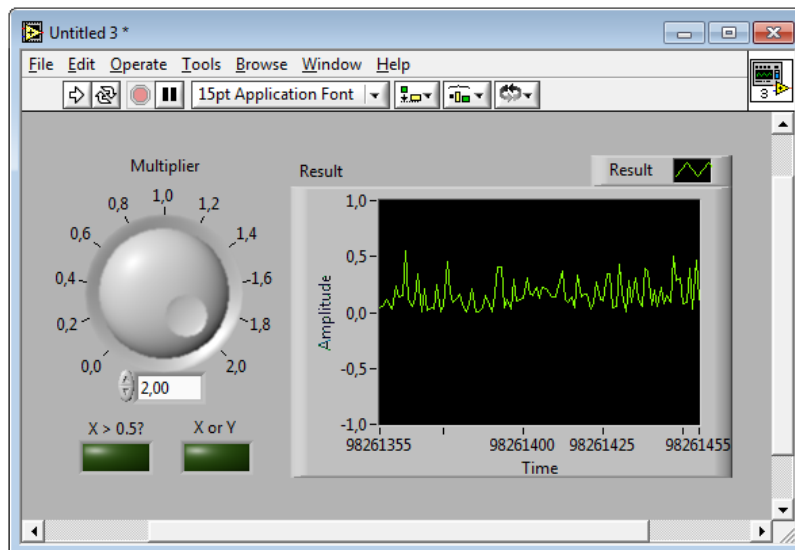 Untitled 3 *
File Edit Operate Tools Browse Window Help
15pt Application Font
3
Multiplier
0,0
0,2
0,4
0,6
0,8
1,0
1,2
1,4
1,6
1,8
2,0
2,00
X > 0.5?
X or Y
Result
Result
Amplitude
1,0
0,5
0,0
-0,5
-1,0
98261355 98261400 98261425 98261455
Time